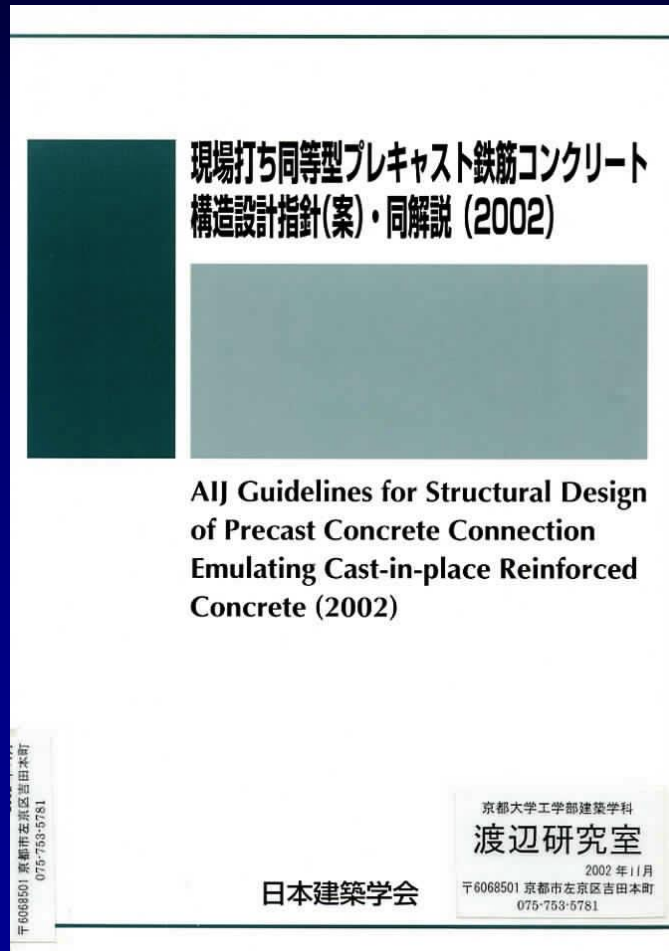 現場打ち同等型プレキャスト鉄筋コンクリート
構造設計指針(案)・同解説 (2002)
AIJ Guidelines for Structural Design
of Precast Concrete Connection
Emulating Cast-in-place Reinforced
Concrete (2002)
〒6068501 京都市左京区吉田本町
075-753-5781
日本建築学会
京都大学工学部建築学科
渡辺研究室
2002 年11月
〒6068501 京都市左京区吉田本町
075-753-5781